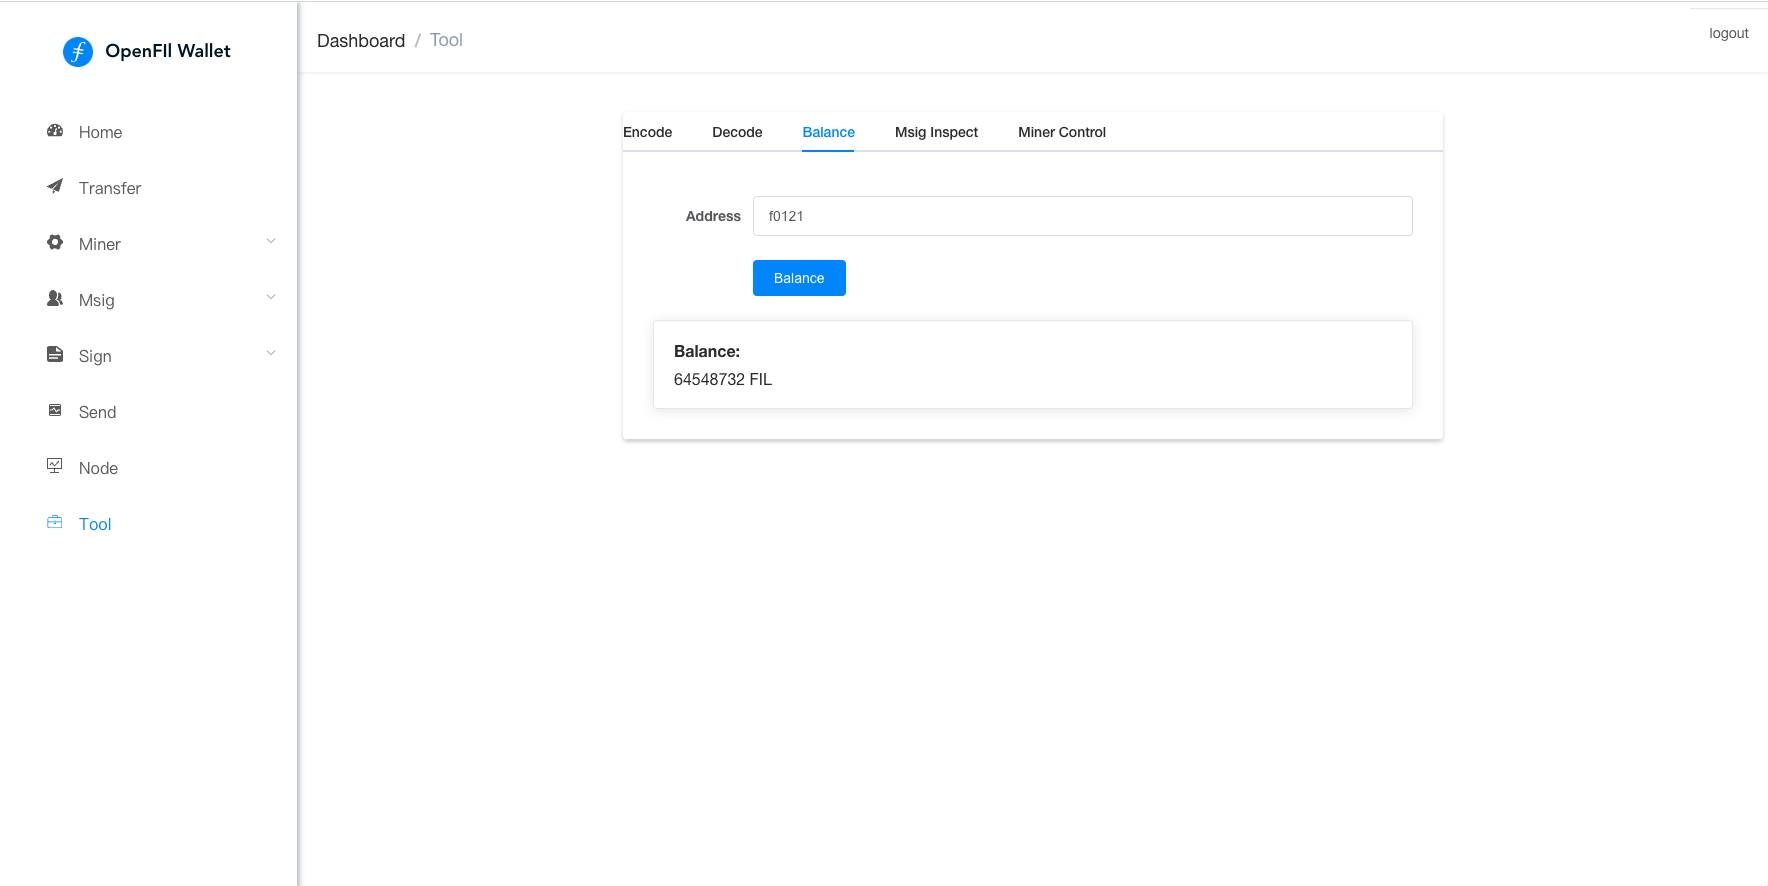 OpenFIl Wallet
Home
Transfer
Miner
Msig
Sign
Send
Node
Tool
Dashboard / Tool
logout
Encode Decode Balance Msig Inspect Miner Control
Address f0121
Balance
Balance:
64548732 FIL